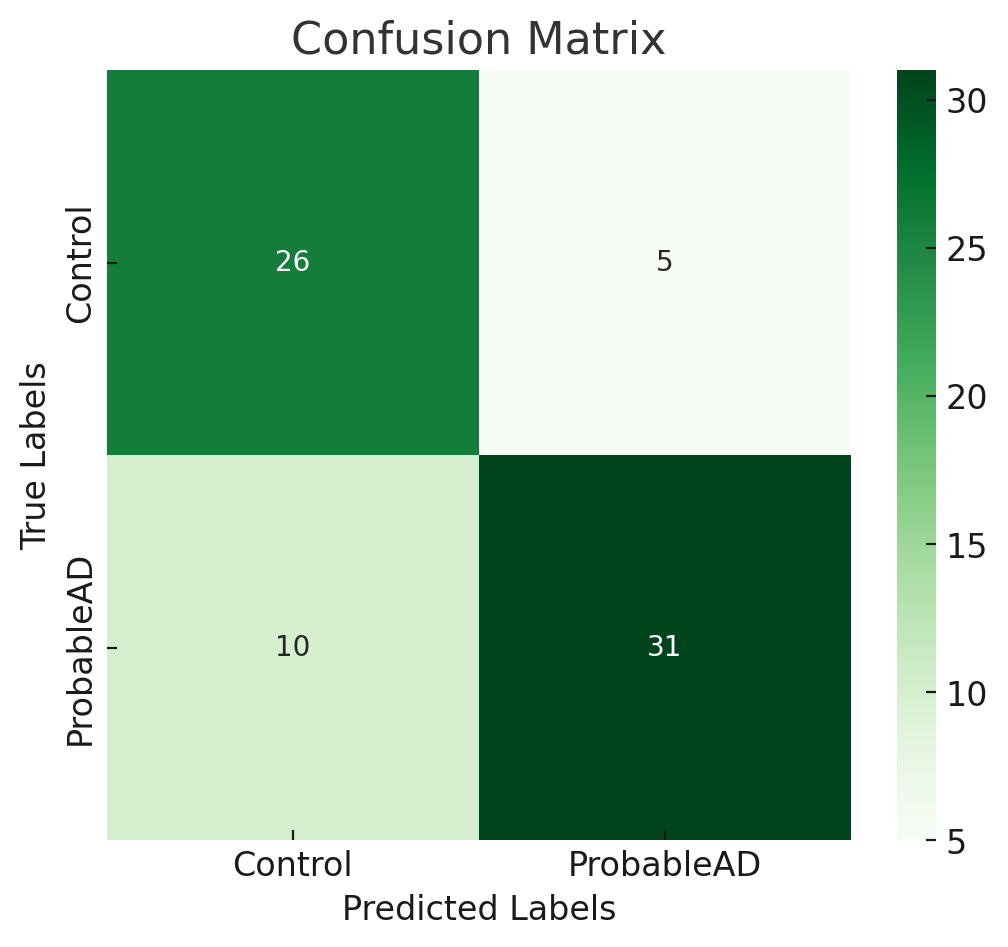 Confusion Matrix
True Labels
Control
ProbableAD
26
5
10
31
Control
ProbableAD
Predicted Labels
30
25
20
15
10
5